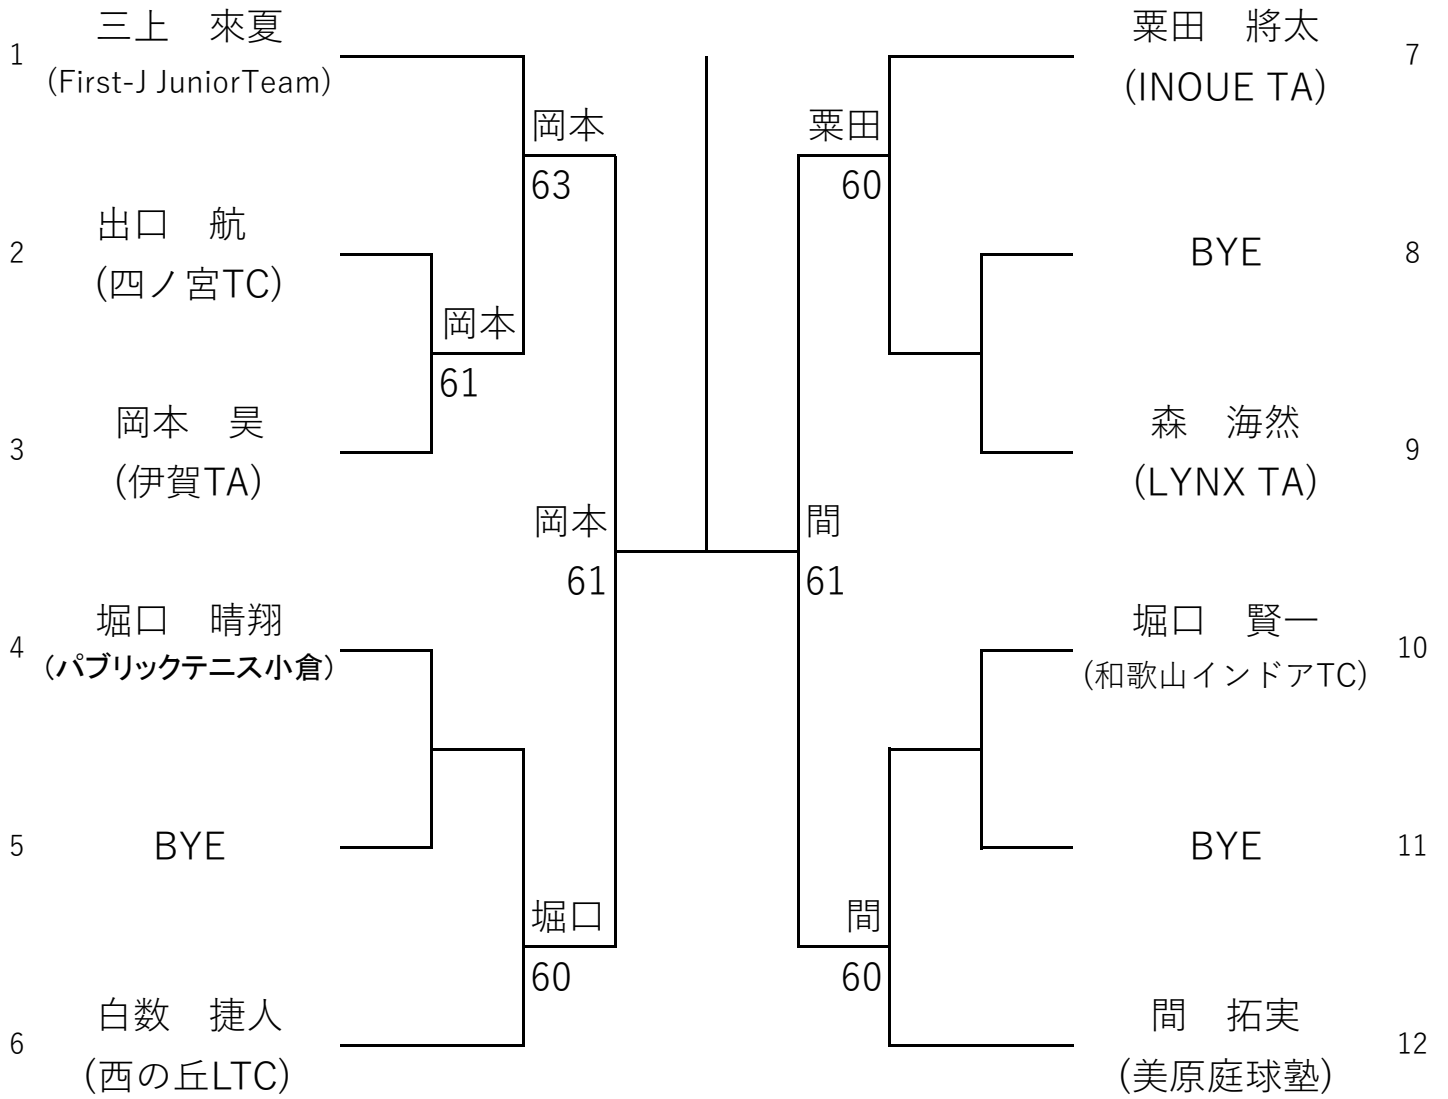 1
三上　來夏
(First-J JuniorTeam)
2
出口　航
(四ノ宮TC)
3
岡本　昊
(伊賀TA)
4
堀口　晴翔
(パブリックテニス小倉)
5
BYE
6
白数　捷人
(西の丘LTC)
岡本
61
岡本
63
堀口
60
岡本
61
間
61
粟田
60
間
60
粟田　將太
(INOUE TA)
7
BYE
8
森　海然
(LYNX TA)
9
堀口　賢一
(和歌山インドアTC)
10
BYE
11
間　拓実
(美原庭球塾)
12